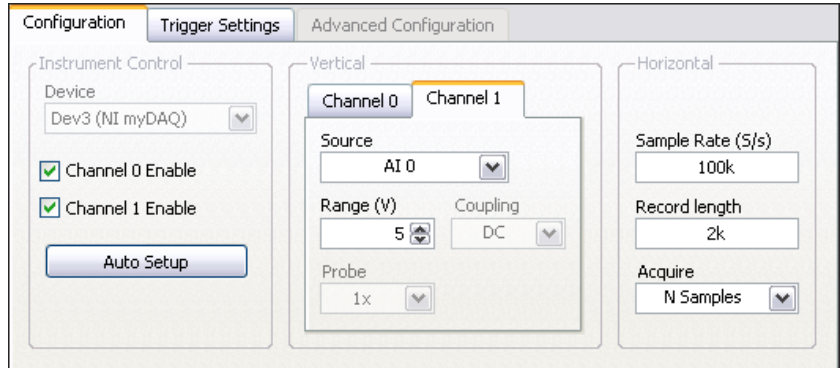 Configuration
Trigger Settings
Advanced Configuration
Instrument Control
Device
Dev3 (NI myDAQ)
Channel 0 Enable
Channel 1 Enable
Auto Setup
Vertical
Channel 0
Channel 1
Source
AI 0
Range (V)
5
Coupling
DC
Probe
1x
Horizontal
Sample Rate (S/s)
100k
Record length
2k
Acquire
N Samples